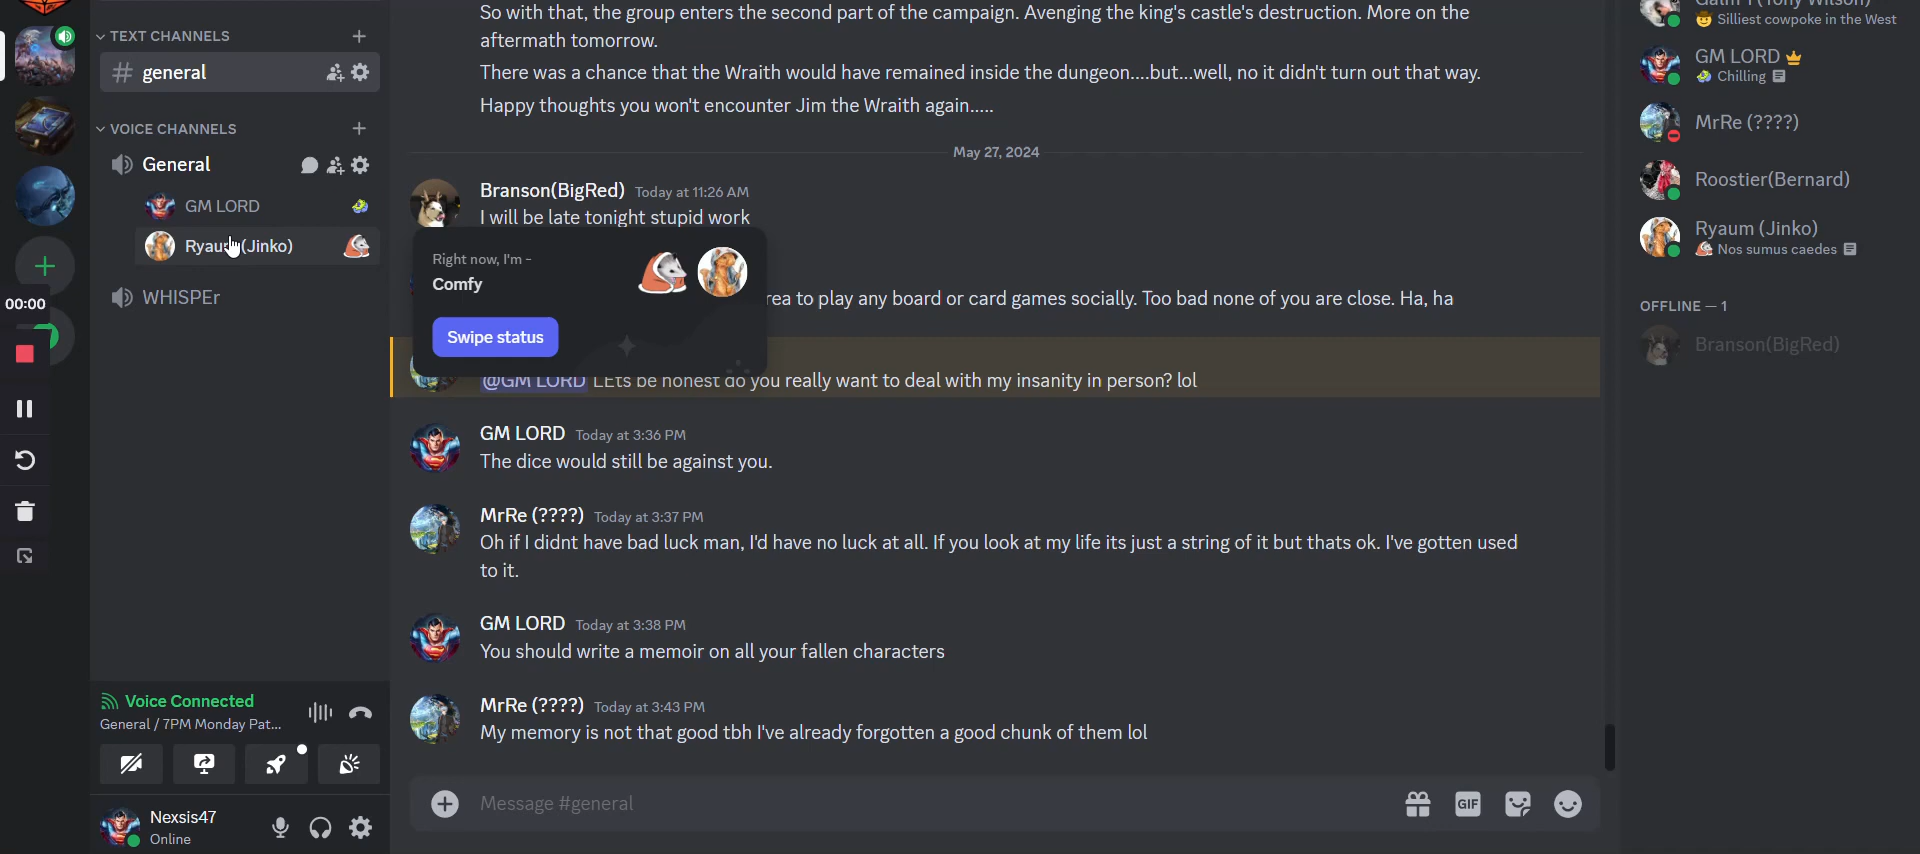 TEXT CHANNELS
general
VOICE CHANNELS
General
GM LORD
Ryaum (Jinko)
WHISPEr
00:00
Voice Connected
General / 7PM Monday Pat...
Nexsis47
Online
So with that, the group enters the second part of the campaign. Avenging the king's castle's destruction. More on the
aftermath tomorrow.
There was a chance that the Wraith would have remained inside the dungeon....but...well, no it didn't turn out that way.
Happy thoughts you won't encounter Jim the Wraith again.....
May 27, 2024
Branson(BigRed) Today at 11:26 AM
I will be late tonight stupid work
Right now, I'm -
Comfy
Swipe status
rea to play any board or card games socially. Too bad none of you are close. Ha, ha
@GM LORD LEts be honest do you really want to deal with my insanity in person? lol
GM LORD Today at 3:36 PM
The dice would still be against you.
MrRe (????) Today at 3:37 PM
Oh if I didnt have bad luck man, I'd have no luck at all. If you look at my life its just a string of it but thats ok. I've gotten used
to it.
GM LORD Today at 3:38 PM
You should write a memoir on all your fallen characters
MrRe (????) Today at 3:43 PM
My memory is not that good tbh I've already forgotten a good chunk of them lol
Message #general
GIF
Silliest cowpoke in the West
GM LORD
Chilling
MrRe (????)
Roostier(Bernard)
Ryaum (Jinko)
Nos sumus caedes
OFFLINE — 1
Branson(BigRed)